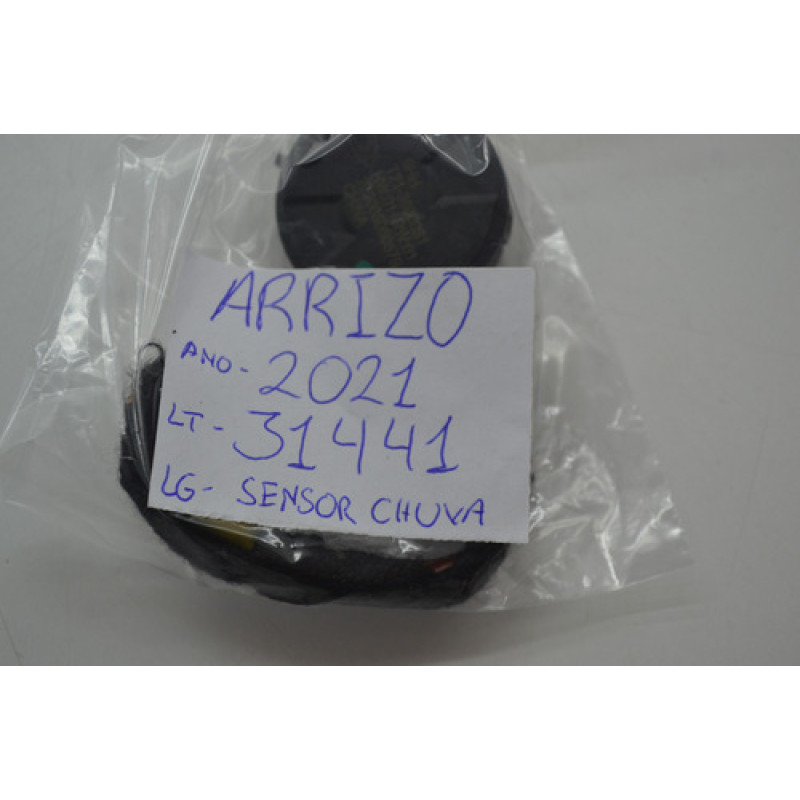 ARRIZO
ANO- 2021
LT- 31441
LG- SENSOR CHUVA